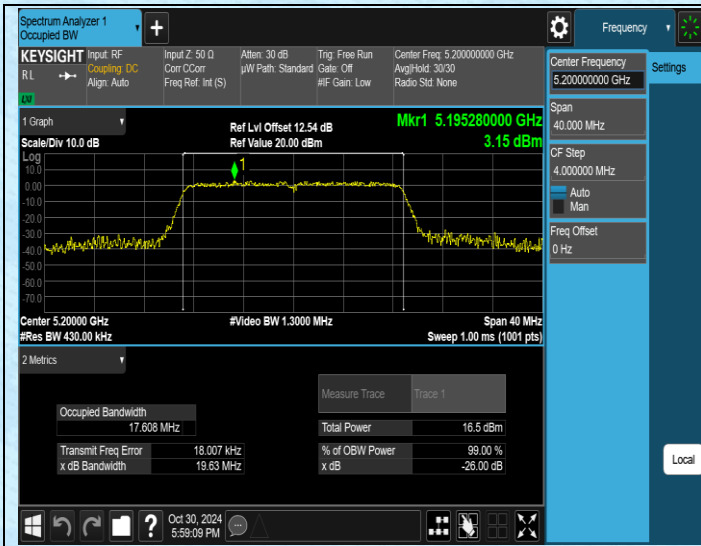 Spectrum Analyzer 1
Occupied BW
Frequency
KEYSIGHT
RL
LXI
Input: RF
Coupling: DC
Align: Auto
Input Z: 50 Ω
Corr CCorr
Freq Ref: Int (S)
Atten: 30 dB
µW Path: Standard
Trig: Free Run
Gate: Off
#IF Gain: Low
Center Freq: 5.200000000 GHz
Avg|Hold: 30/30
Radio Std: None
1 Graph
Scale/Div 10.0 dB
Ref Lvl Offset 12.54 dB
Ref Value 20.00 dBm
Mkr1 5.195280000 GHz
3.15 dBm
Log
10.0
0.00
-10.0
-20.0
-30.0
-40.0
-50.0
-60.0
-70.0
1
Center 5.20000 GHz
#Res BW 430.00 kHz
#Video BW 1.3000 MHz
Span 40 MHz
Sweep 1.00 ms (1001 pts)
2 Metrics
Measure Trace
Trace 1
Occupied Bandwidth
17.608 MHz
Total Power
16.5 dBm
Transmit Freq Error
18.007 kHz
% of OBW Power
99.00 %
x dB Bandwidth
19.63 MHz
x dB
-26.00 dB
Oct 30, 2024
5:59:09 PM
Center Frequency
5.200000000 GHz
Settings
Span
40.000 MHz
CF Step
4.000000 MHz
Auto
Man
Freq Offset
0 Hz
Local